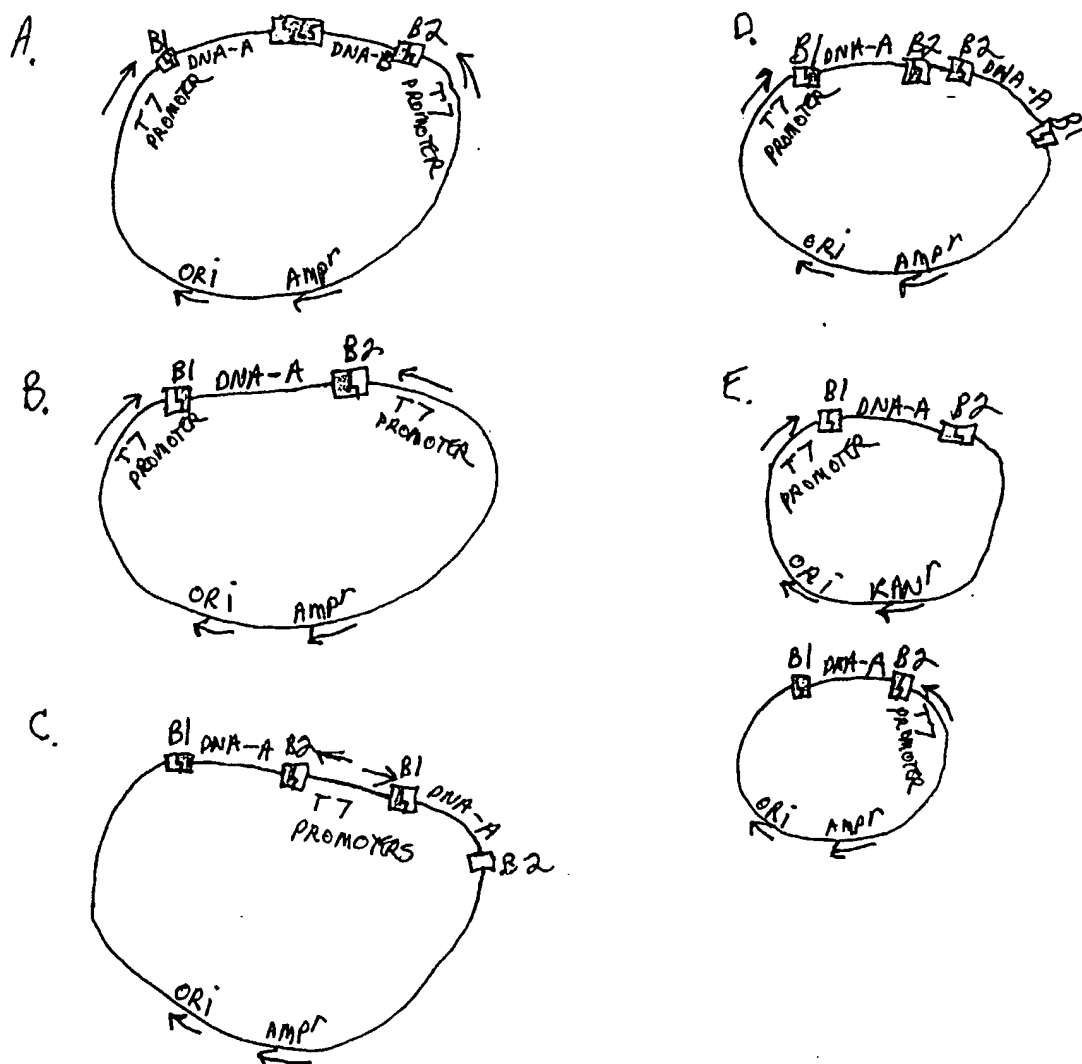 A.
B1
DNA-A
DNA-B
B2
T7
PROMOTER
T7
PROMOTER
ORi
AMPr
B.
B1
DNA-A
B2
T7
PROMOTER
T7
PROMOTER
ORi
AMPr
C.
B1
DNA-A
B2
B1
DNA-A
T7
PROMOTERS
B2
ORi
AMPr
D.
B1
DNA-A
B2
B2
DNA-A
B1
T7
PROMOTER
ORi
AMPr
E.
B1
DNA-A
B2
T7
PROMOTER
ORi
KANr
B1
DNA-A
B2
T7
PROMOTER
ORi
AMPr